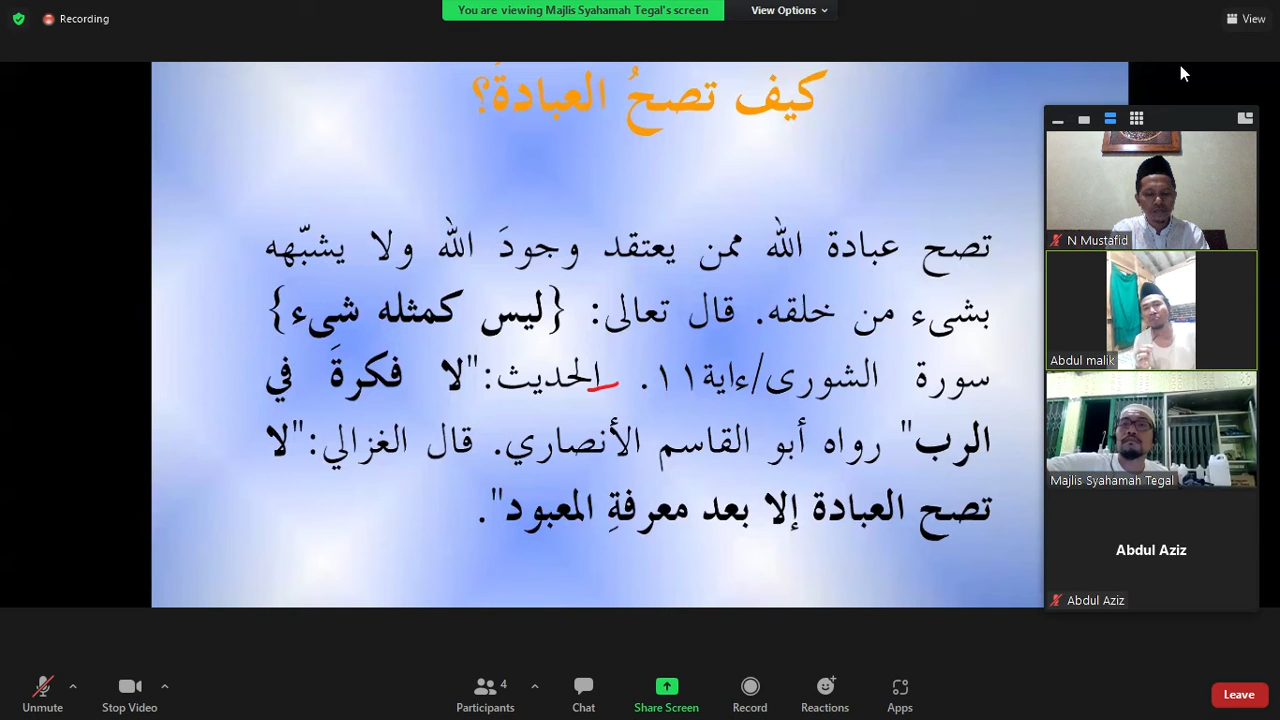 You are viewing Majlis Syahamah Tegal's screen
View Options
Recording
View
كيف تصحُ العبادةُ؟
تصح عبادة الله ممن يعتقد وجودَ الله ولا يشبّهه
بشىء من خلقه. قال تعالى: {ليس كمثله شىء}
سورة الشورى/ءاية١١. الحديث:"لا فكرةَ في
الرب" رواه أبو القاسم الأنصاري. قال الغزالي:"لا
تصح العبادة إلا بعد معرفةِ المعبود".
N Mustafid
Abdul malik
Majlis Syahamah Tegal
Abdul Aziz
Abdul Aziz
Unmute
Stop Video
4
Participants
Chat
Share Screen
Record
Reactions
Apps
Leave